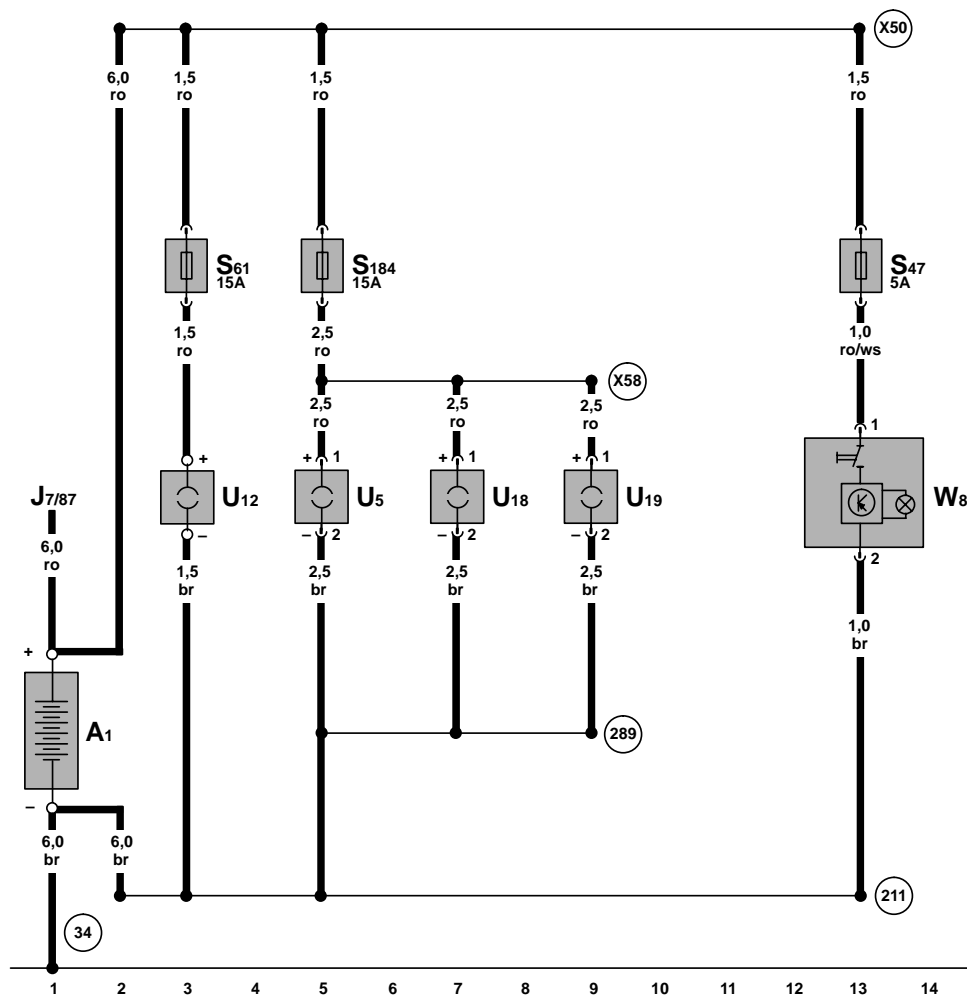 X50
6,0 1,5 1,5 1,5
ro ro ro ro
S61 S184 S47
15A 15A 5A
1,5 2,5 1,0
ro ro ro/ws
X58
2,5 2,5 2,5
ro ro ro
1
+ + 1 + 1 + 1
J7/87 U12 U5 U18 U19 W8
– – 2 – 2 – 2
6,0
ro
2
1,5 2,5 2,5 2,5
br br br br
1,0
br
+
A1
289
–
6,0 6,0
br br
211
34
1 2 3 4 5 6 7 8 9 10 11 12 13 14